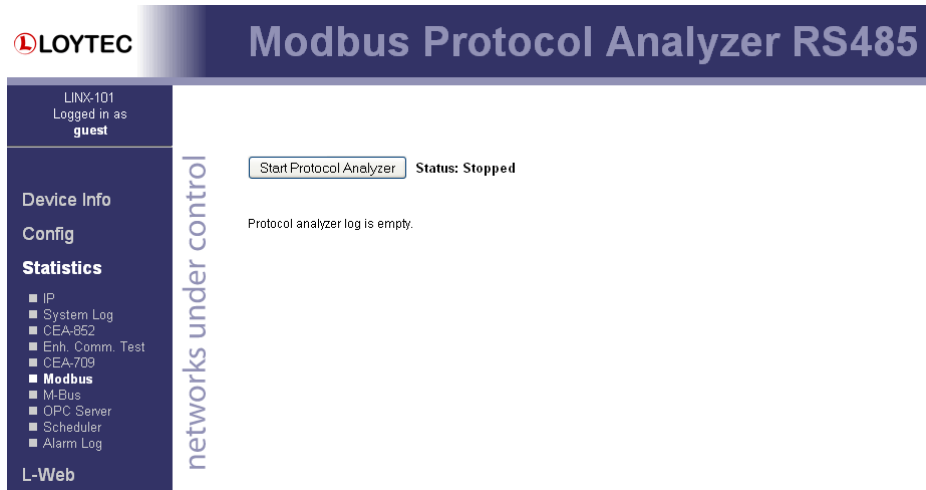 LOYTEC
Modbus Protocol Analyzer RS485
LINX-101
Logged in as
guest
Device Info
Config
Statistics
IP
System Log
CEA-852
Enh. Comm. Test
CEA-709
Modbus
M-Bus
OPC Server
Scheduler
Alarm Log
L-Web
networks under control
Start Protocol Analyzer Status: Stopped
Protocol analyzer log is empty.